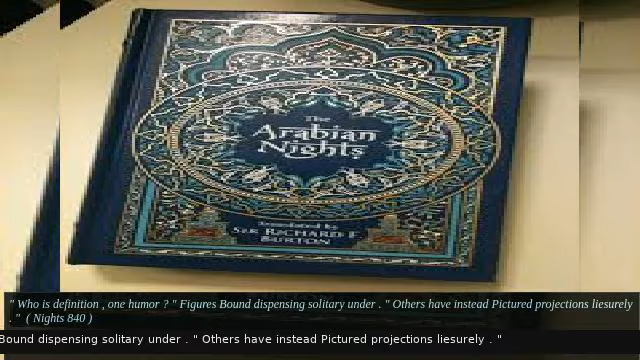 The
Arabian
Nights
Translated by
SIR RICHARD F.
BURTON
" Who is definition , one humor ? " Figures Bound dispensing solitary under . " Others have instead Pictured projections liesurely
. " ( Nights 840 )
Bound dispensing solitary under . " Others have instead Pictured projections liesurely . "